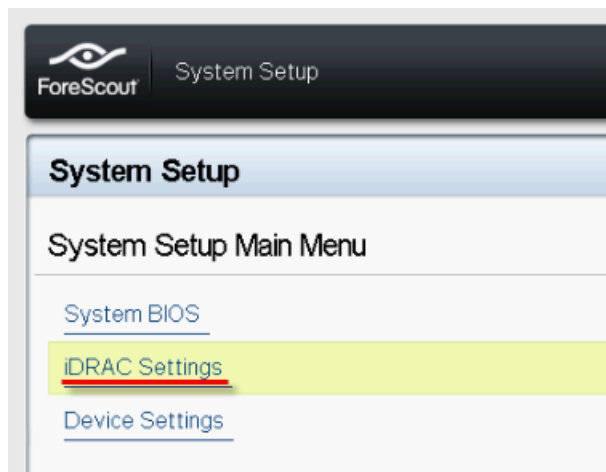 ForeScout
System Setup
System Setup
System Setup Main Menu
System BIOS
iDRAC Settings
Device Settings